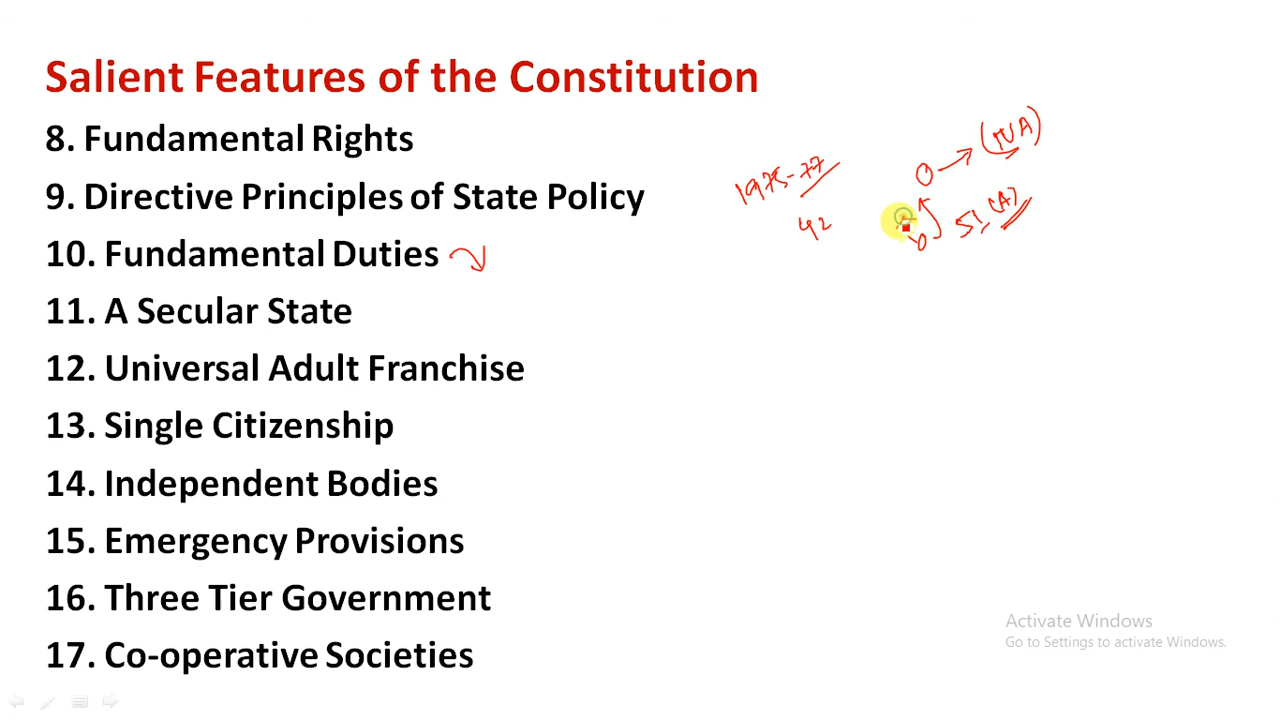 Salient Features of the Constitution
8. Fundamental Rights
(IVA)
1975-77
9. Directive Principles of State Policy
51 (A)
42
10. Fundamental Duties
11. A Secular State
12. Universal Adult Franchise
13. Single Citizenship
14. Independent Bodies
15. Emergency Provisions
16. Three Tier Government
Activate Windows
Go to Settings to activate Windows.
17. Co-operative Societies